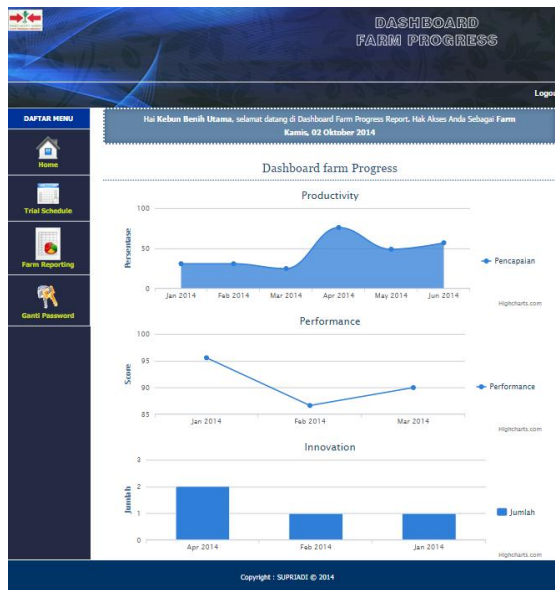 DASHBOARD
FARM PROGRESS
Logou
DAFTAR MENU
Home
Trial Schedule
Farm Reporting
Ganti Password
Hai Kebun Benih Utama, selamat datang di Dashboard Farm Progress Report. Hak Akses Anda Sebagai Farm
Kamis, 02 Oktober 2014
Dashboard farm Progress
Productivity
Persentase
100
50
0
Jan 2014 Feb 2014 Mar 2014 Apr 2014 May 2014 Jun 2014
Pencapaian
Highcharts.com
Performance
Score
100
95
90
85
Jan 2014 Feb 2014 Mar 2014
Performance
Highcharts.com
Innovation
Jumlah
3
2
1
0
Apr 2014 Feb 2014 Jan 2014
Jumlah
Highcharts.com
Copyright : SUPRIADI © 2014